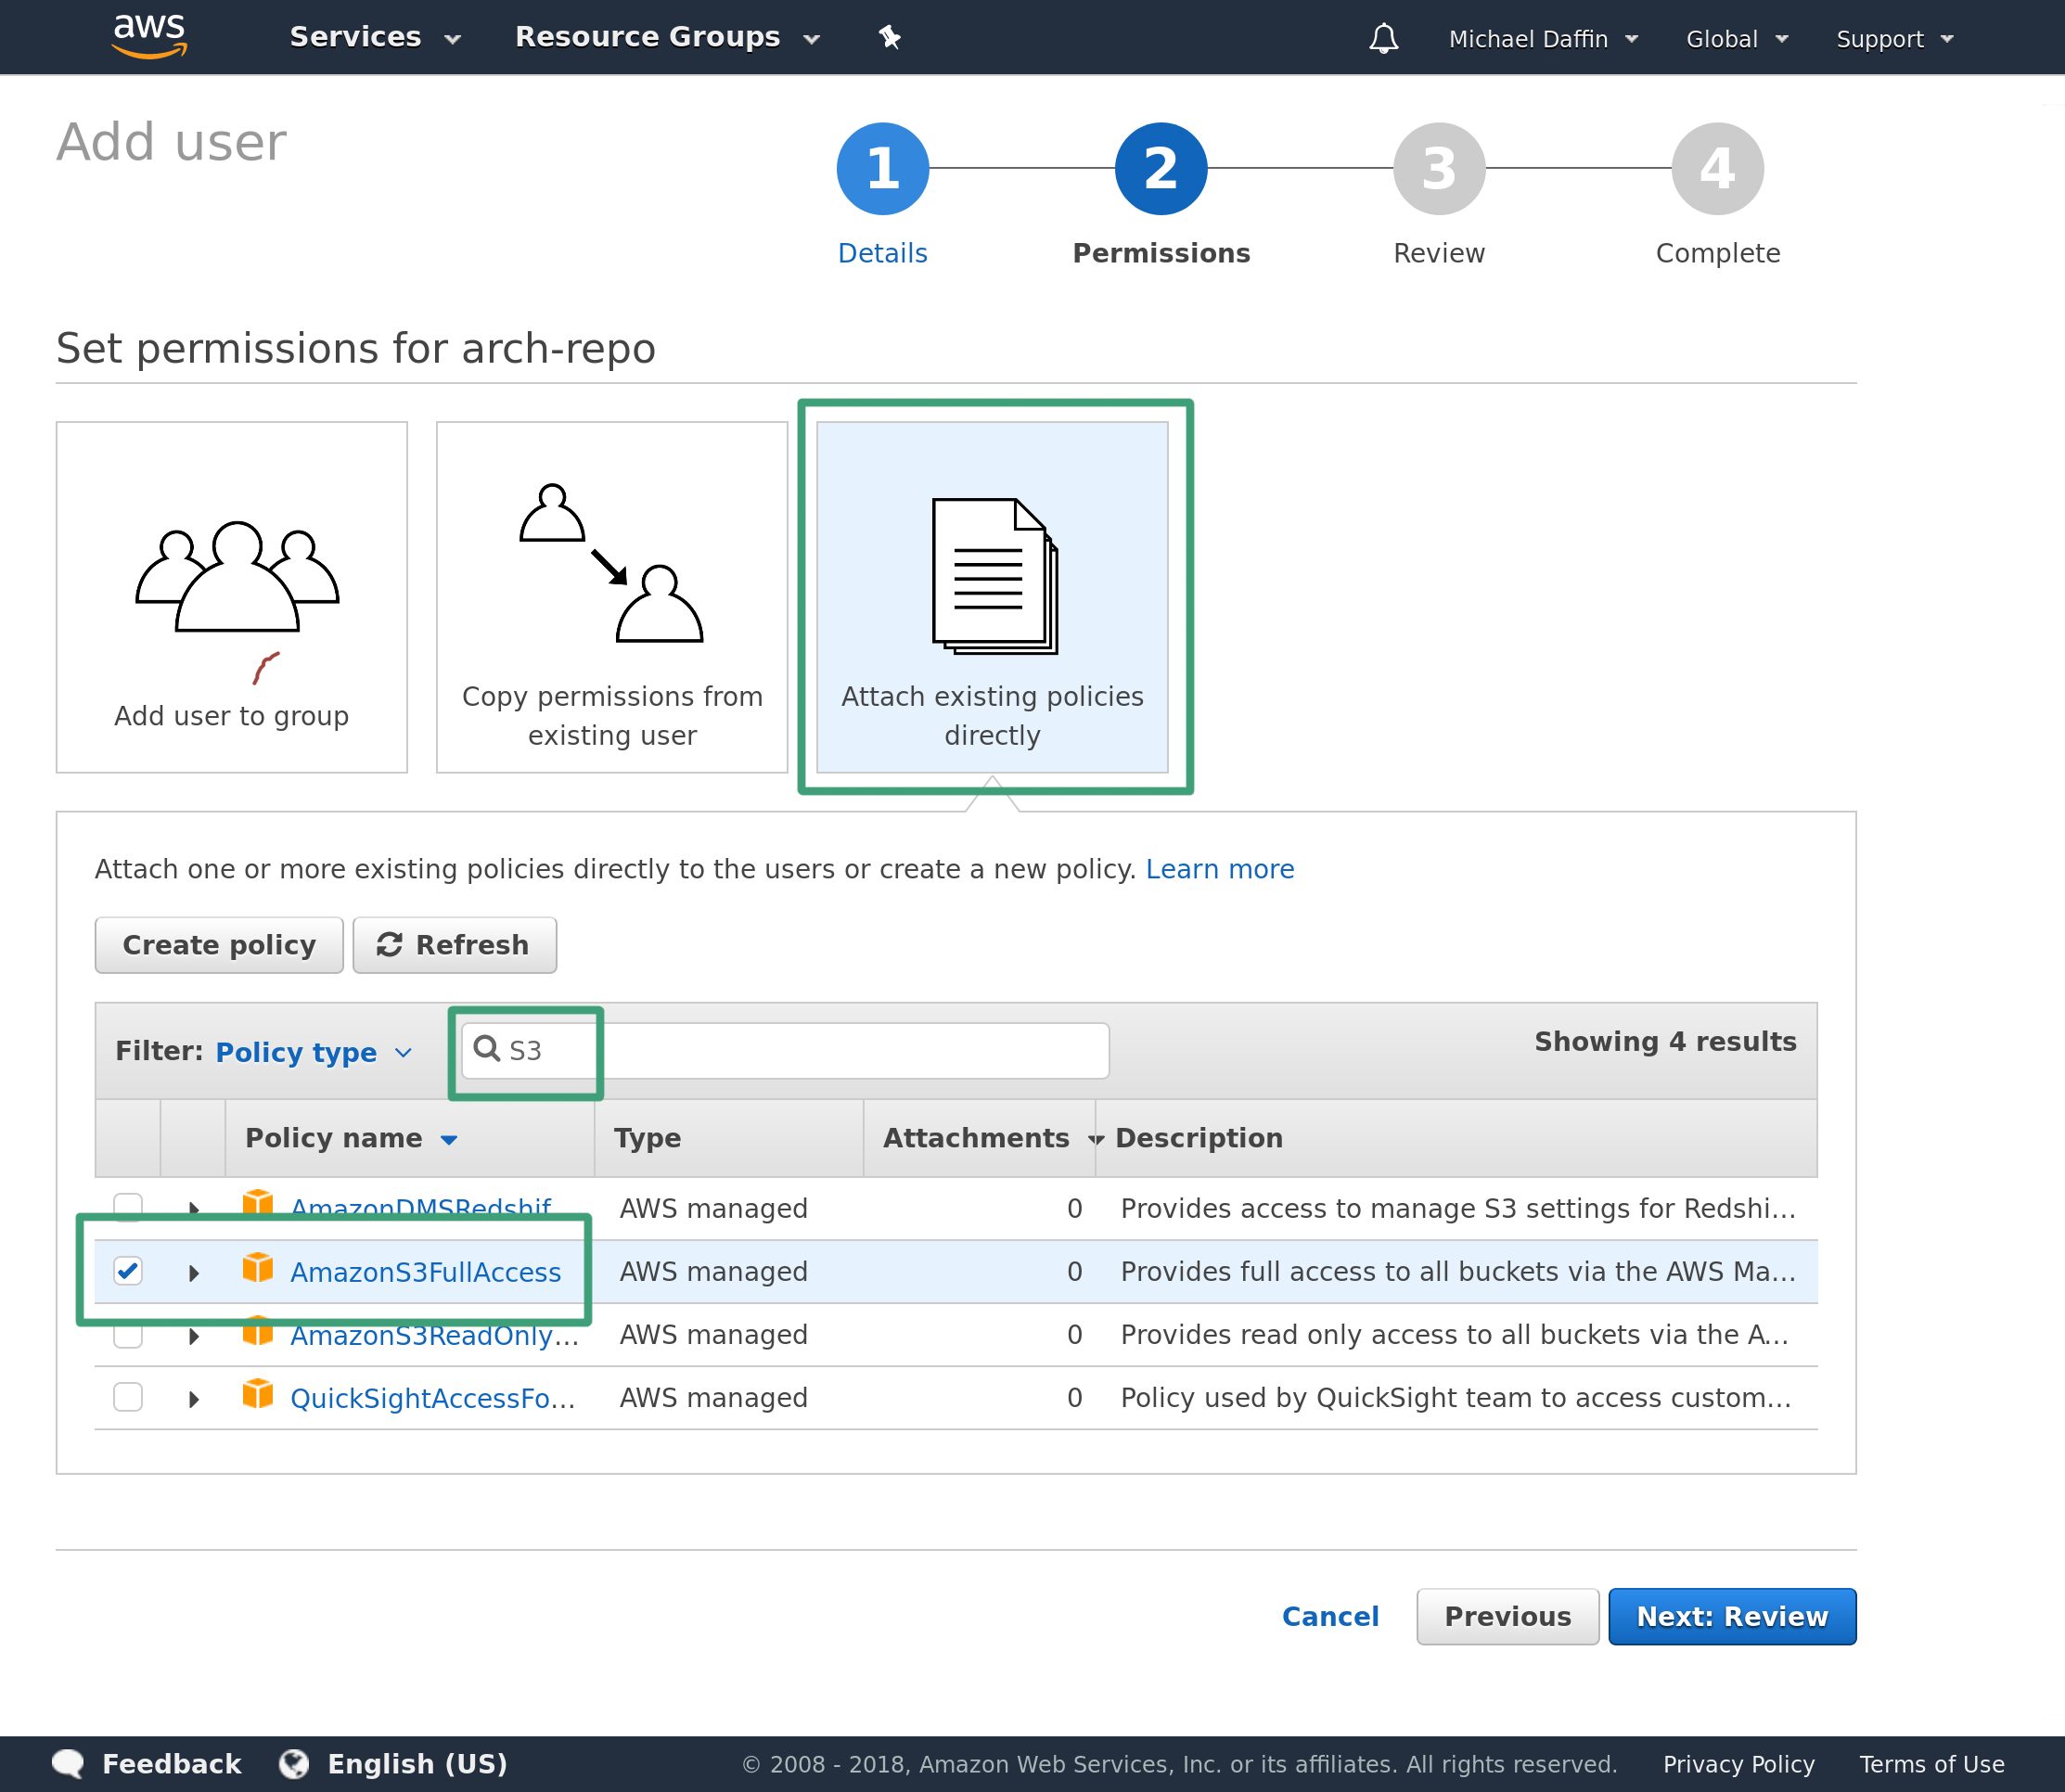 aws Services Resource Groups Michael Daffin Global Support
Add user
1 2 3 4
Details Permissions Review Complete
Set permissions for arch-repo
Add user to group
Copy permissions from
existing user
Attach existing policies
directly
Attach one or more existing policies directly to the users or create a new policy. Learn more
Create policy Refresh
Filter: Policy type S3 Showing 4 results
Policy name Type Attachments Description
AmazonDMSRedshif AWS managed 0 Provides access to manage S3 settings for Redshi...
AmazonS3FullAccess AWS managed 0 Provides full access to all buckets via the AWS Ma...
AmazonS3ReadOnly... AWS managed 0 Provides read only access to all buckets via the A...
QuickSightAccessFo... AWS managed 0 Policy used by QuickSight team to access custom...
Cancel Previous Next: Review
Feedback English (US) © 2008 - 2018, Amazon Web Services, Inc. or its affiliates. All rights reserved. Privacy Policy Terms of Use